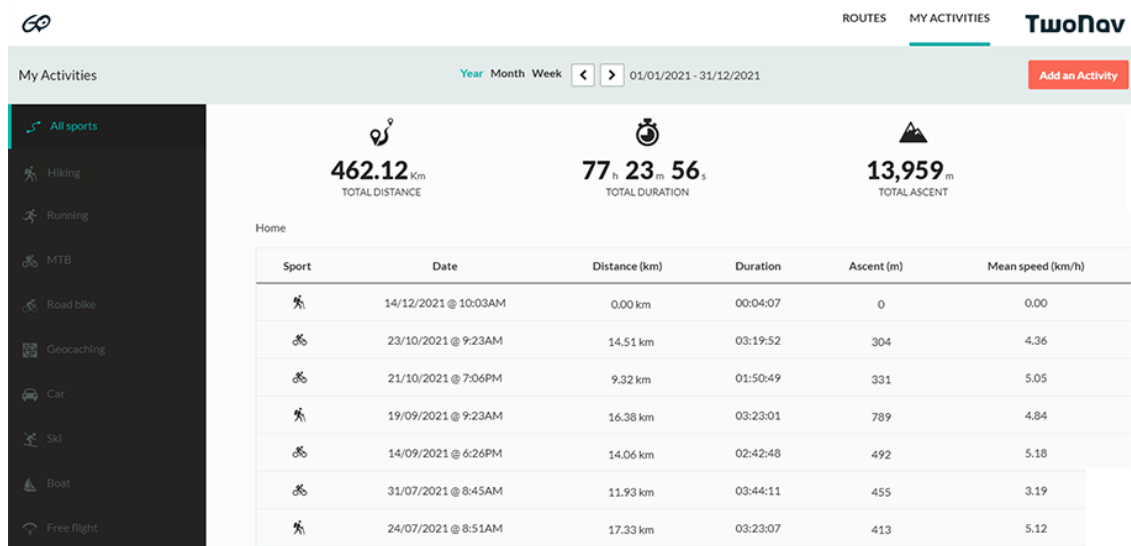 GO
ROUTES MY ACTIVITIES TwoNav
My Activities Year Month Week 01/01/2021 - 31/12/2021 Add an Activity
All sports
Hiking
Running
MTB
Road bike
Geocaching
Car
Ski
Boat
Free flight
462.12 Km 77 h 23 m 56 s 13,959 m
TOTAL DISTANCE TOTAL DURATION TOTAL ASCENT
Home
Sport Date Distance (km) Duration Ascent (m) Mean speed (km/h)
14/12/2021 @ 10:03AM 0.00 km 00:04:07 0 0.00
23/10/2021 @ 9:23AM 14.51 km 03:19:52 304 4.36
21/10/2021 @ 7:06PM 9.32 km 01:50:49 331 5.05
19/09/2021 @ 9:23AM 16.38 km 03:23:01 789 4.84
14/09/2021 @ 6:26PM 14.06 km 02:42:48 492 5.18
31/07/2021 @ 8:45AM 11.93 km 03:44:11 455 3.19
24/07/2021 @ 8:51AM 17.33 km 03:23:07 413 5.12